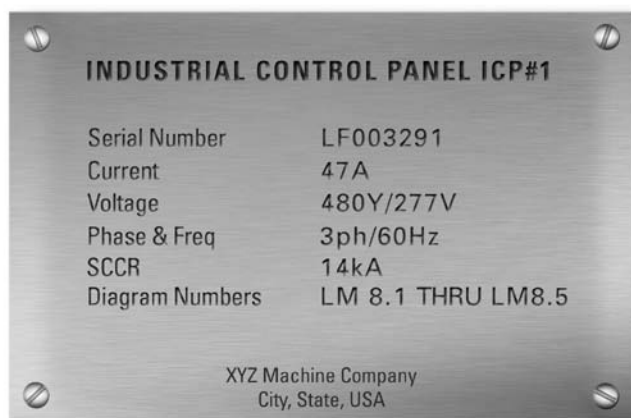 INDUSTRIAL CONTROL PANEL ICP#1
Serial Number LF003291
Current 47A
Voltage 480Y/277V
Phase & Freq 3ph/60Hz
SCCR 14kA
Diagram Numbers LM 8.1 THRU LM8.5
XYZ Machine Company
City, State, USA